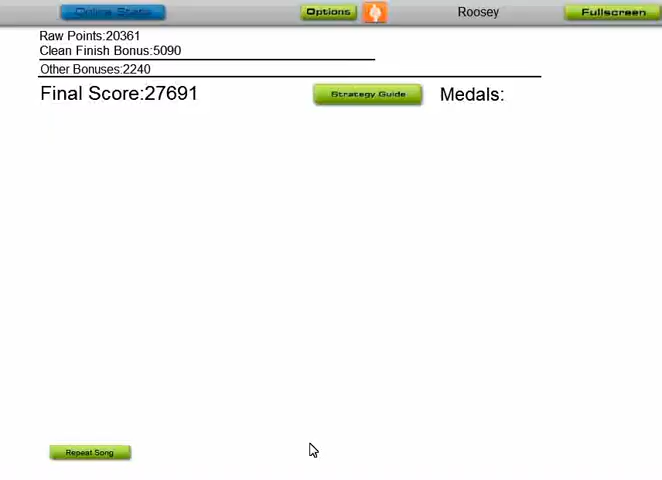 Online Stats Options Roosey Fullscreen
Raw Points:20361
Clean Finish Bonus:5090
Other Bonuses:2240
Final Score:27691 Strategy Guide Medals:
Repeat Song